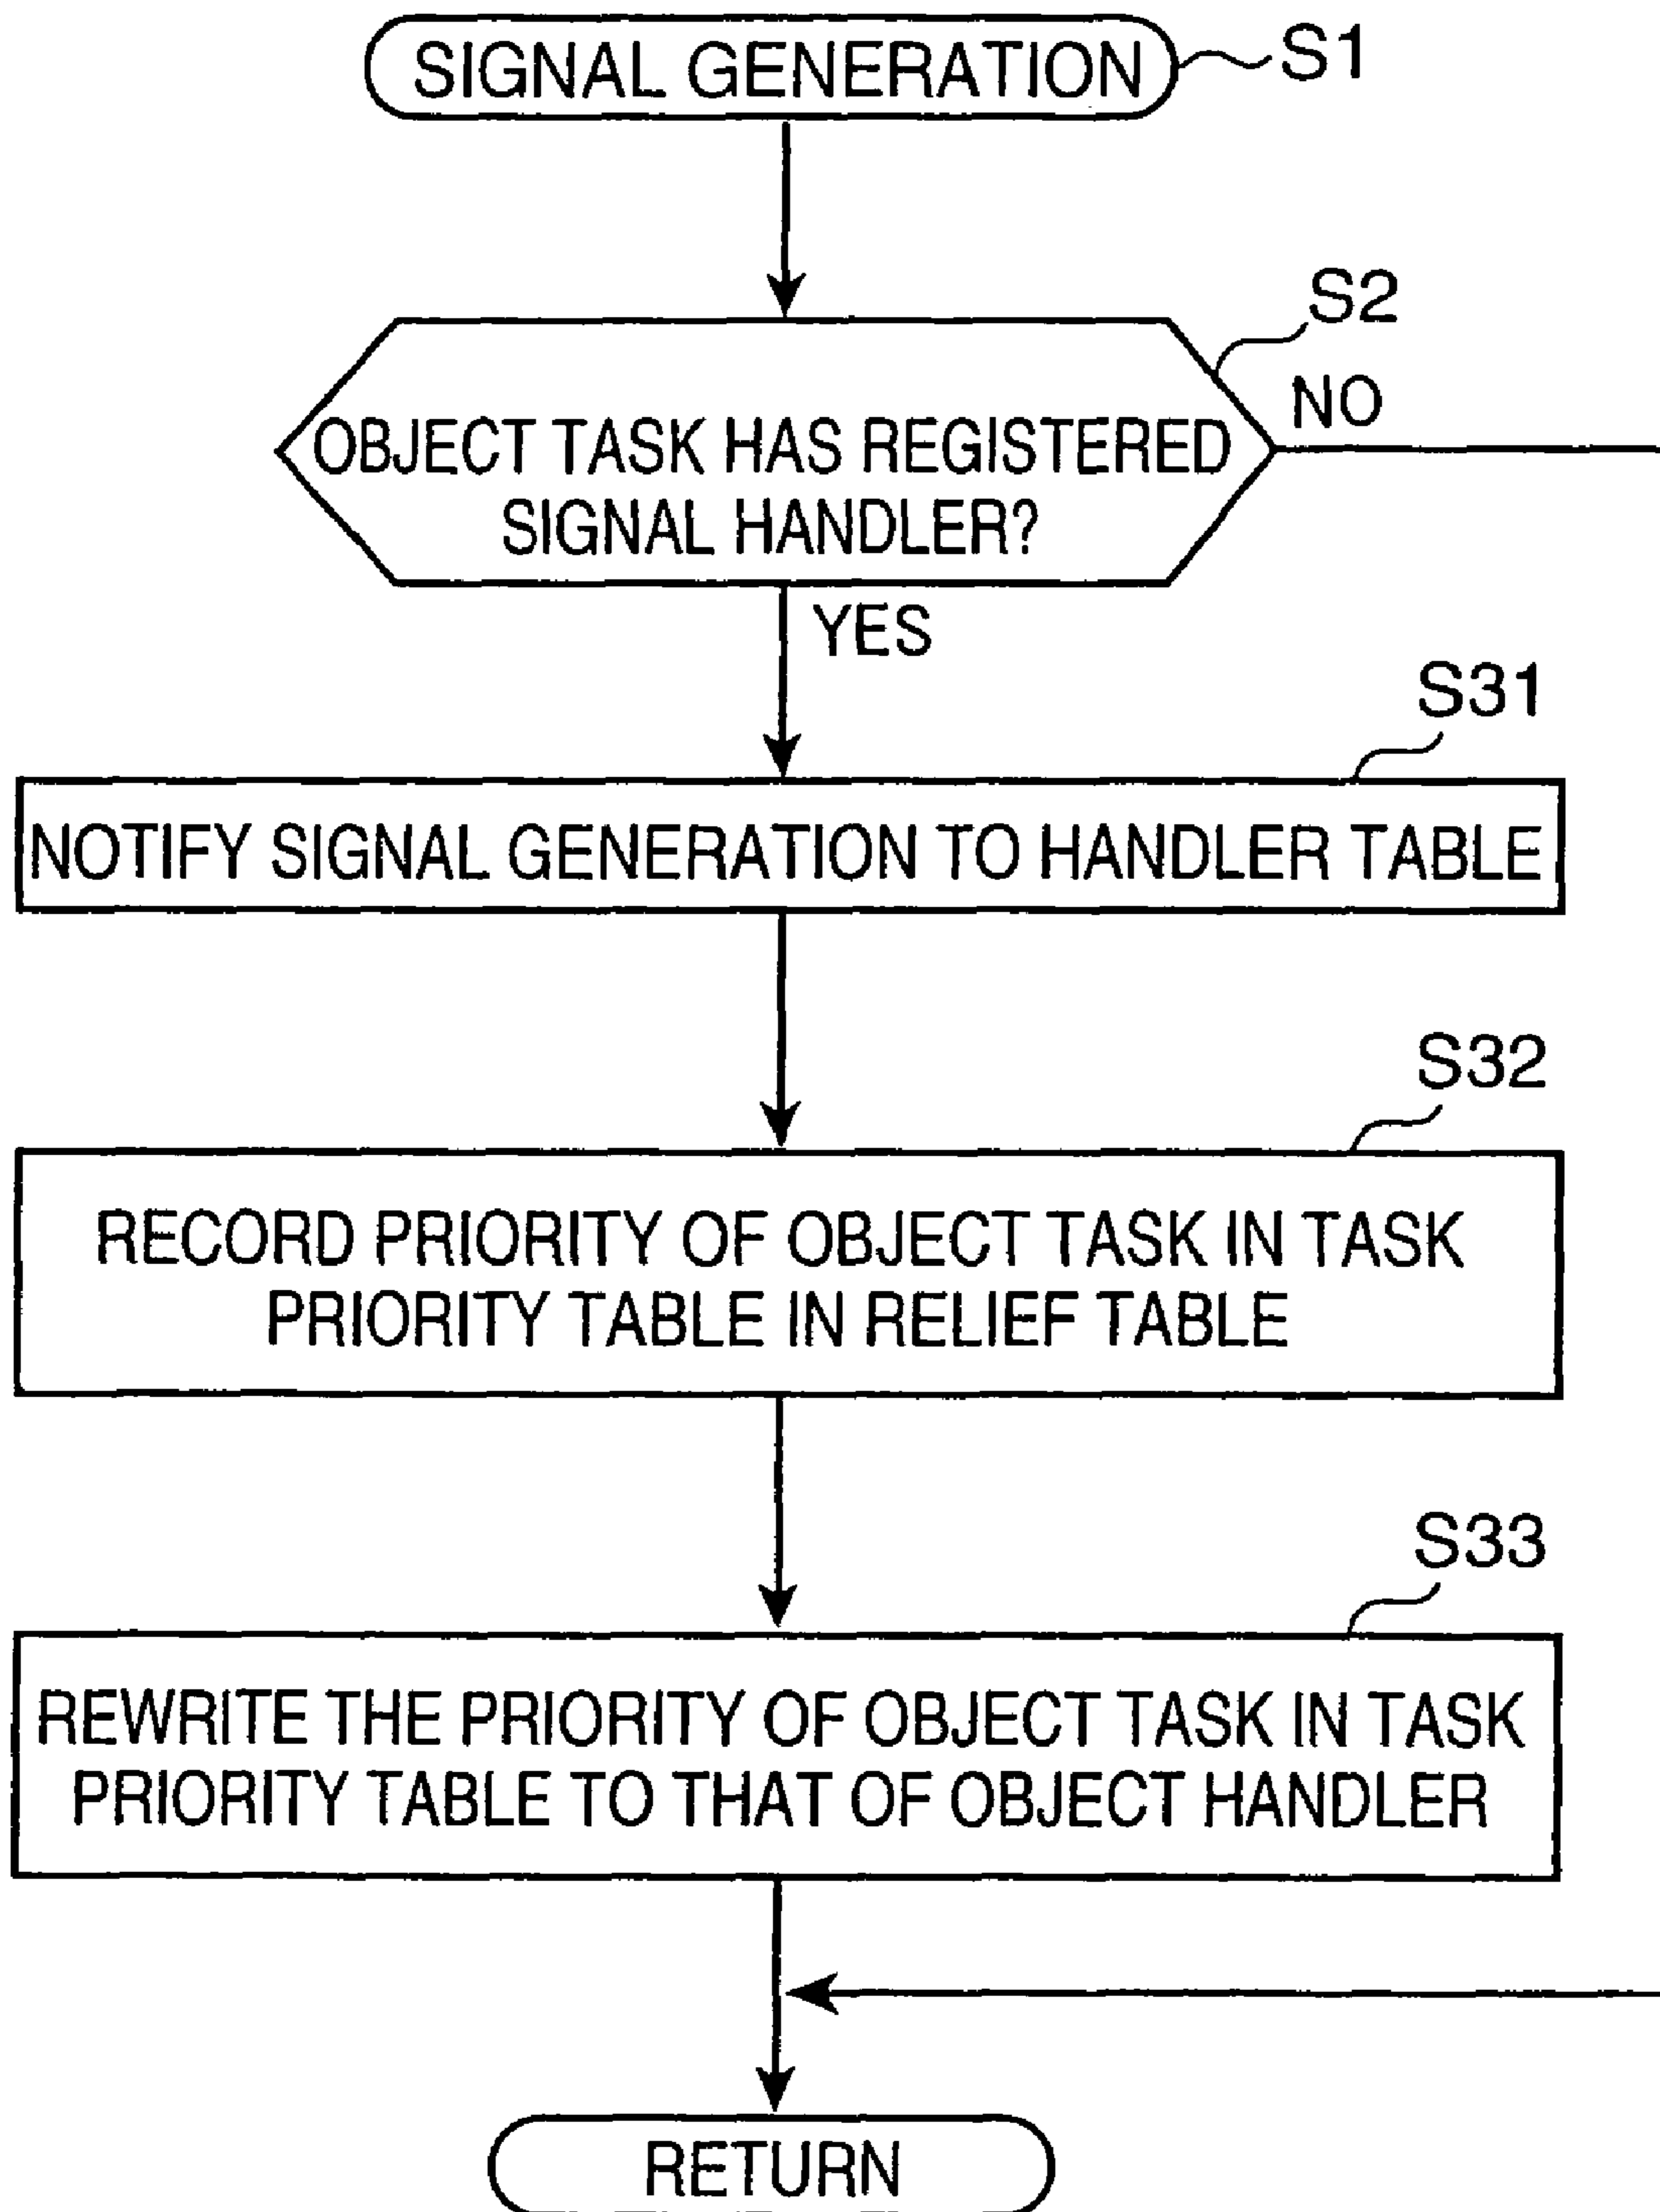 SIGNAL GENERATION
S1
S2
NO
OBJECT TASK HAS REGISTERED
SIGNAL HANDLER?
YES
S31
NOTIFY SIGNAL GENERATION TO HANDLER TABLE
S32
RECORD PRIORITY OF OBJECT TASK IN TASK
PRIORITY TABLE IN RELIEF TABLE
S33
REWRITE THE PRIORITY OF OBJECT TASK IN TASK
PRIORITY TABLE TO THAT OF OBJECT HANDLER
RETURN